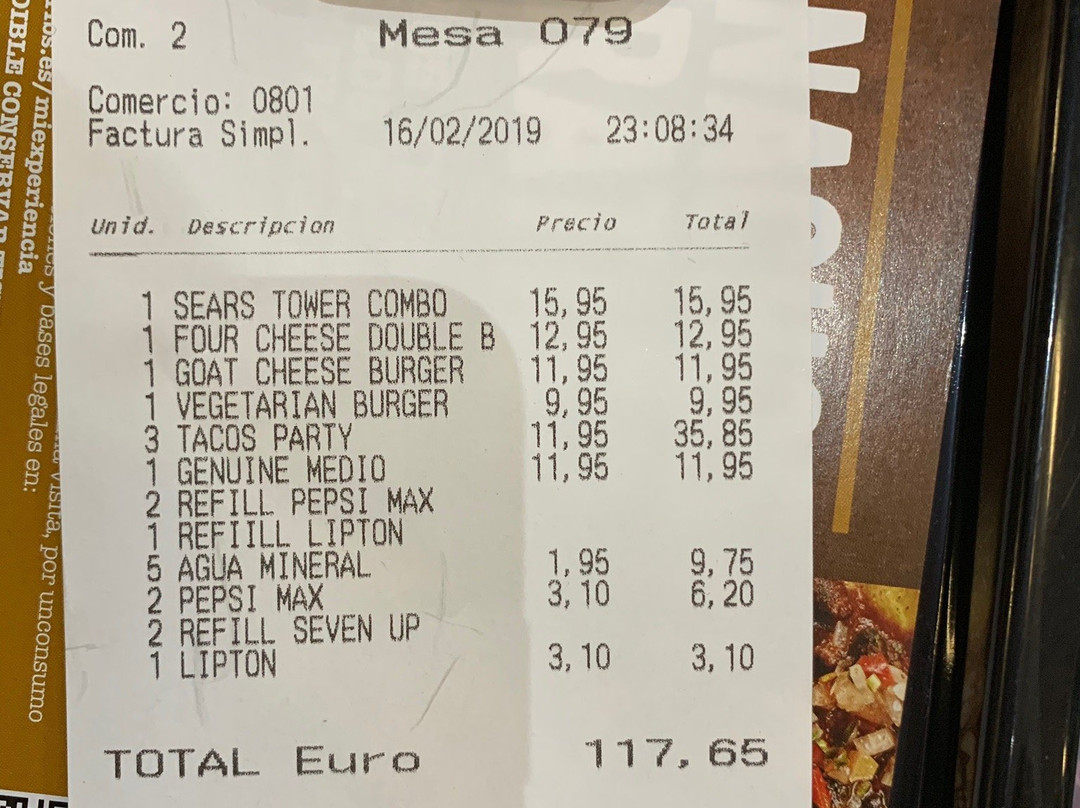 Com. 2 Mesa 079
Comercio: 0801
Factura Simpl. 16/02/2019 23:08:34
Unid. Descripcion Precio Total
1 SEARS TOWER COMBO 15,95 15,95
1 FOUR CHEESE DOUBLE B 12,95 12,95
1 GOAT CHEESE BURGER 11,95 11,95
1 VEGETARIAN BURGER 9,95 9,95
3 TACOS PARTY 11,95 35,85
1 GENUINE MEDIO 11,95 11,95
2 REFILL PEPSI MAX
1 REFIILL LIPTON
5 AGUA MINERAL 1,95 9,75
2 PEPSI MAX 3,10 6,20
2 REFILL SEVEN UP
1 LIPTON 3,10 3,10
TOTAL Euro 117,65
.es/miexperiencia
y bases legales en:
visita, por unconsumo